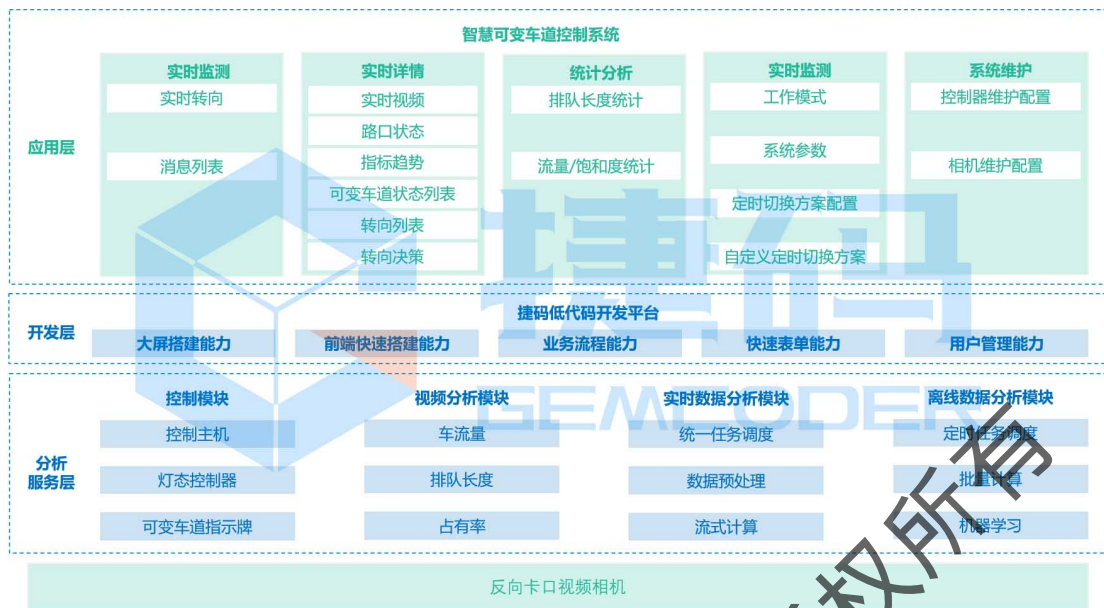 智慧可变车道控制系统
应用层
实时监测
实时转向
消息列表
实时详情
实时视频
路口状态
指标趋势
可变车道状态列表
转向列表
转向决策
统计分析
排队长度统计
流量/饱和度统计
实时监测
工作模式
系统参数
定时切换方案配置
自定义定时切换方案
系统维护
控制器维护配置
相机维护配置
捷码
GEMCODER
开发层
捷码低代码开发平台
大屏搭建能力
前端快速搭建能力
业务流程能力
快速表单能力
用户管理能力
分析
服务层
控制模块
控制主机
灯态控制器
可变车道指示牌
视频分析模块
车流量
排队长度
占有率
实时数据分析模块
统一任务调度
数据预处理
流式计算
离线数据分析模块
定时任务调度
批量计算
机器学习
反向卡口视频相机
权所有